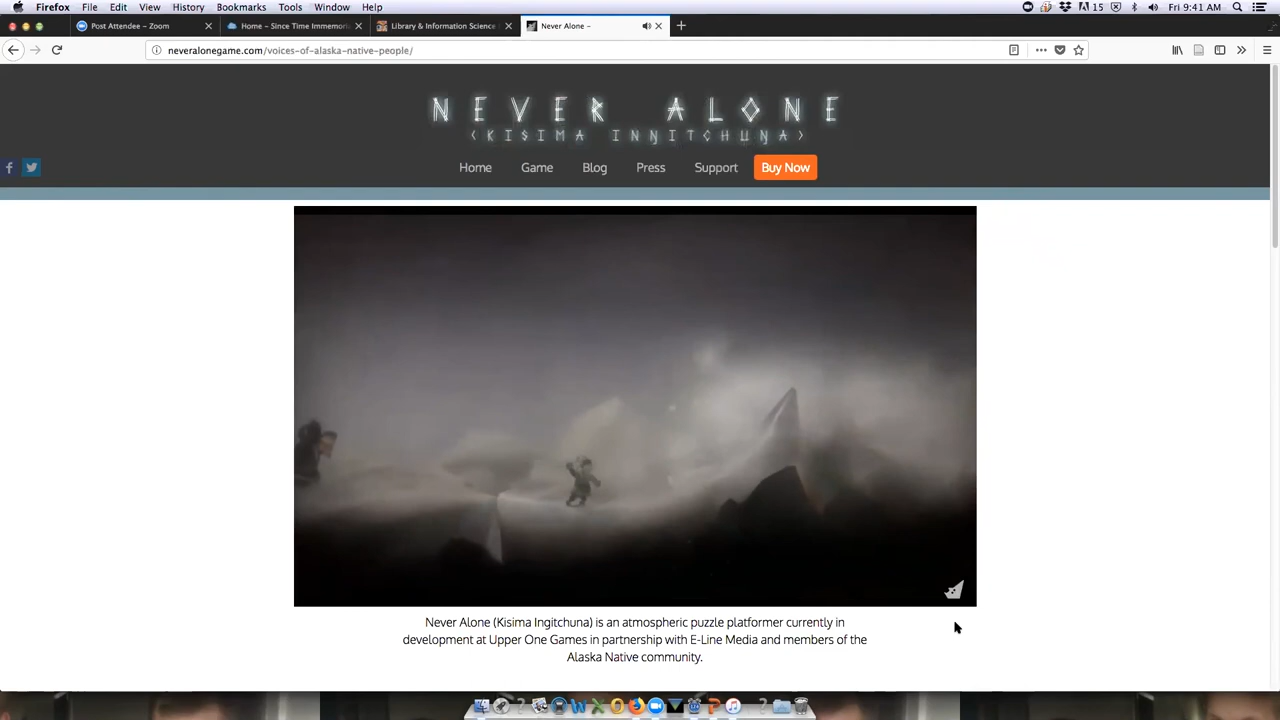 Firefox File Edit View History Bookmarks Tools Window Help 15 Fri 9:41 AM
Post Attendee – Zoom Home – Since Time Immemori Library & Information Science Never Alone –
neveralonegame.com/voices-of-alaska-native-people/
NEVER ALONE
(KISIMA INŊITCHUŊA)
Home Game Blog Press Support Buy Now
Never Alone (Kisima Ingitchuna) is an atmospheric puzzle platformer currently in
development at Upper One Games in partnership with E-Line Media and members of the
Alaska Native community.